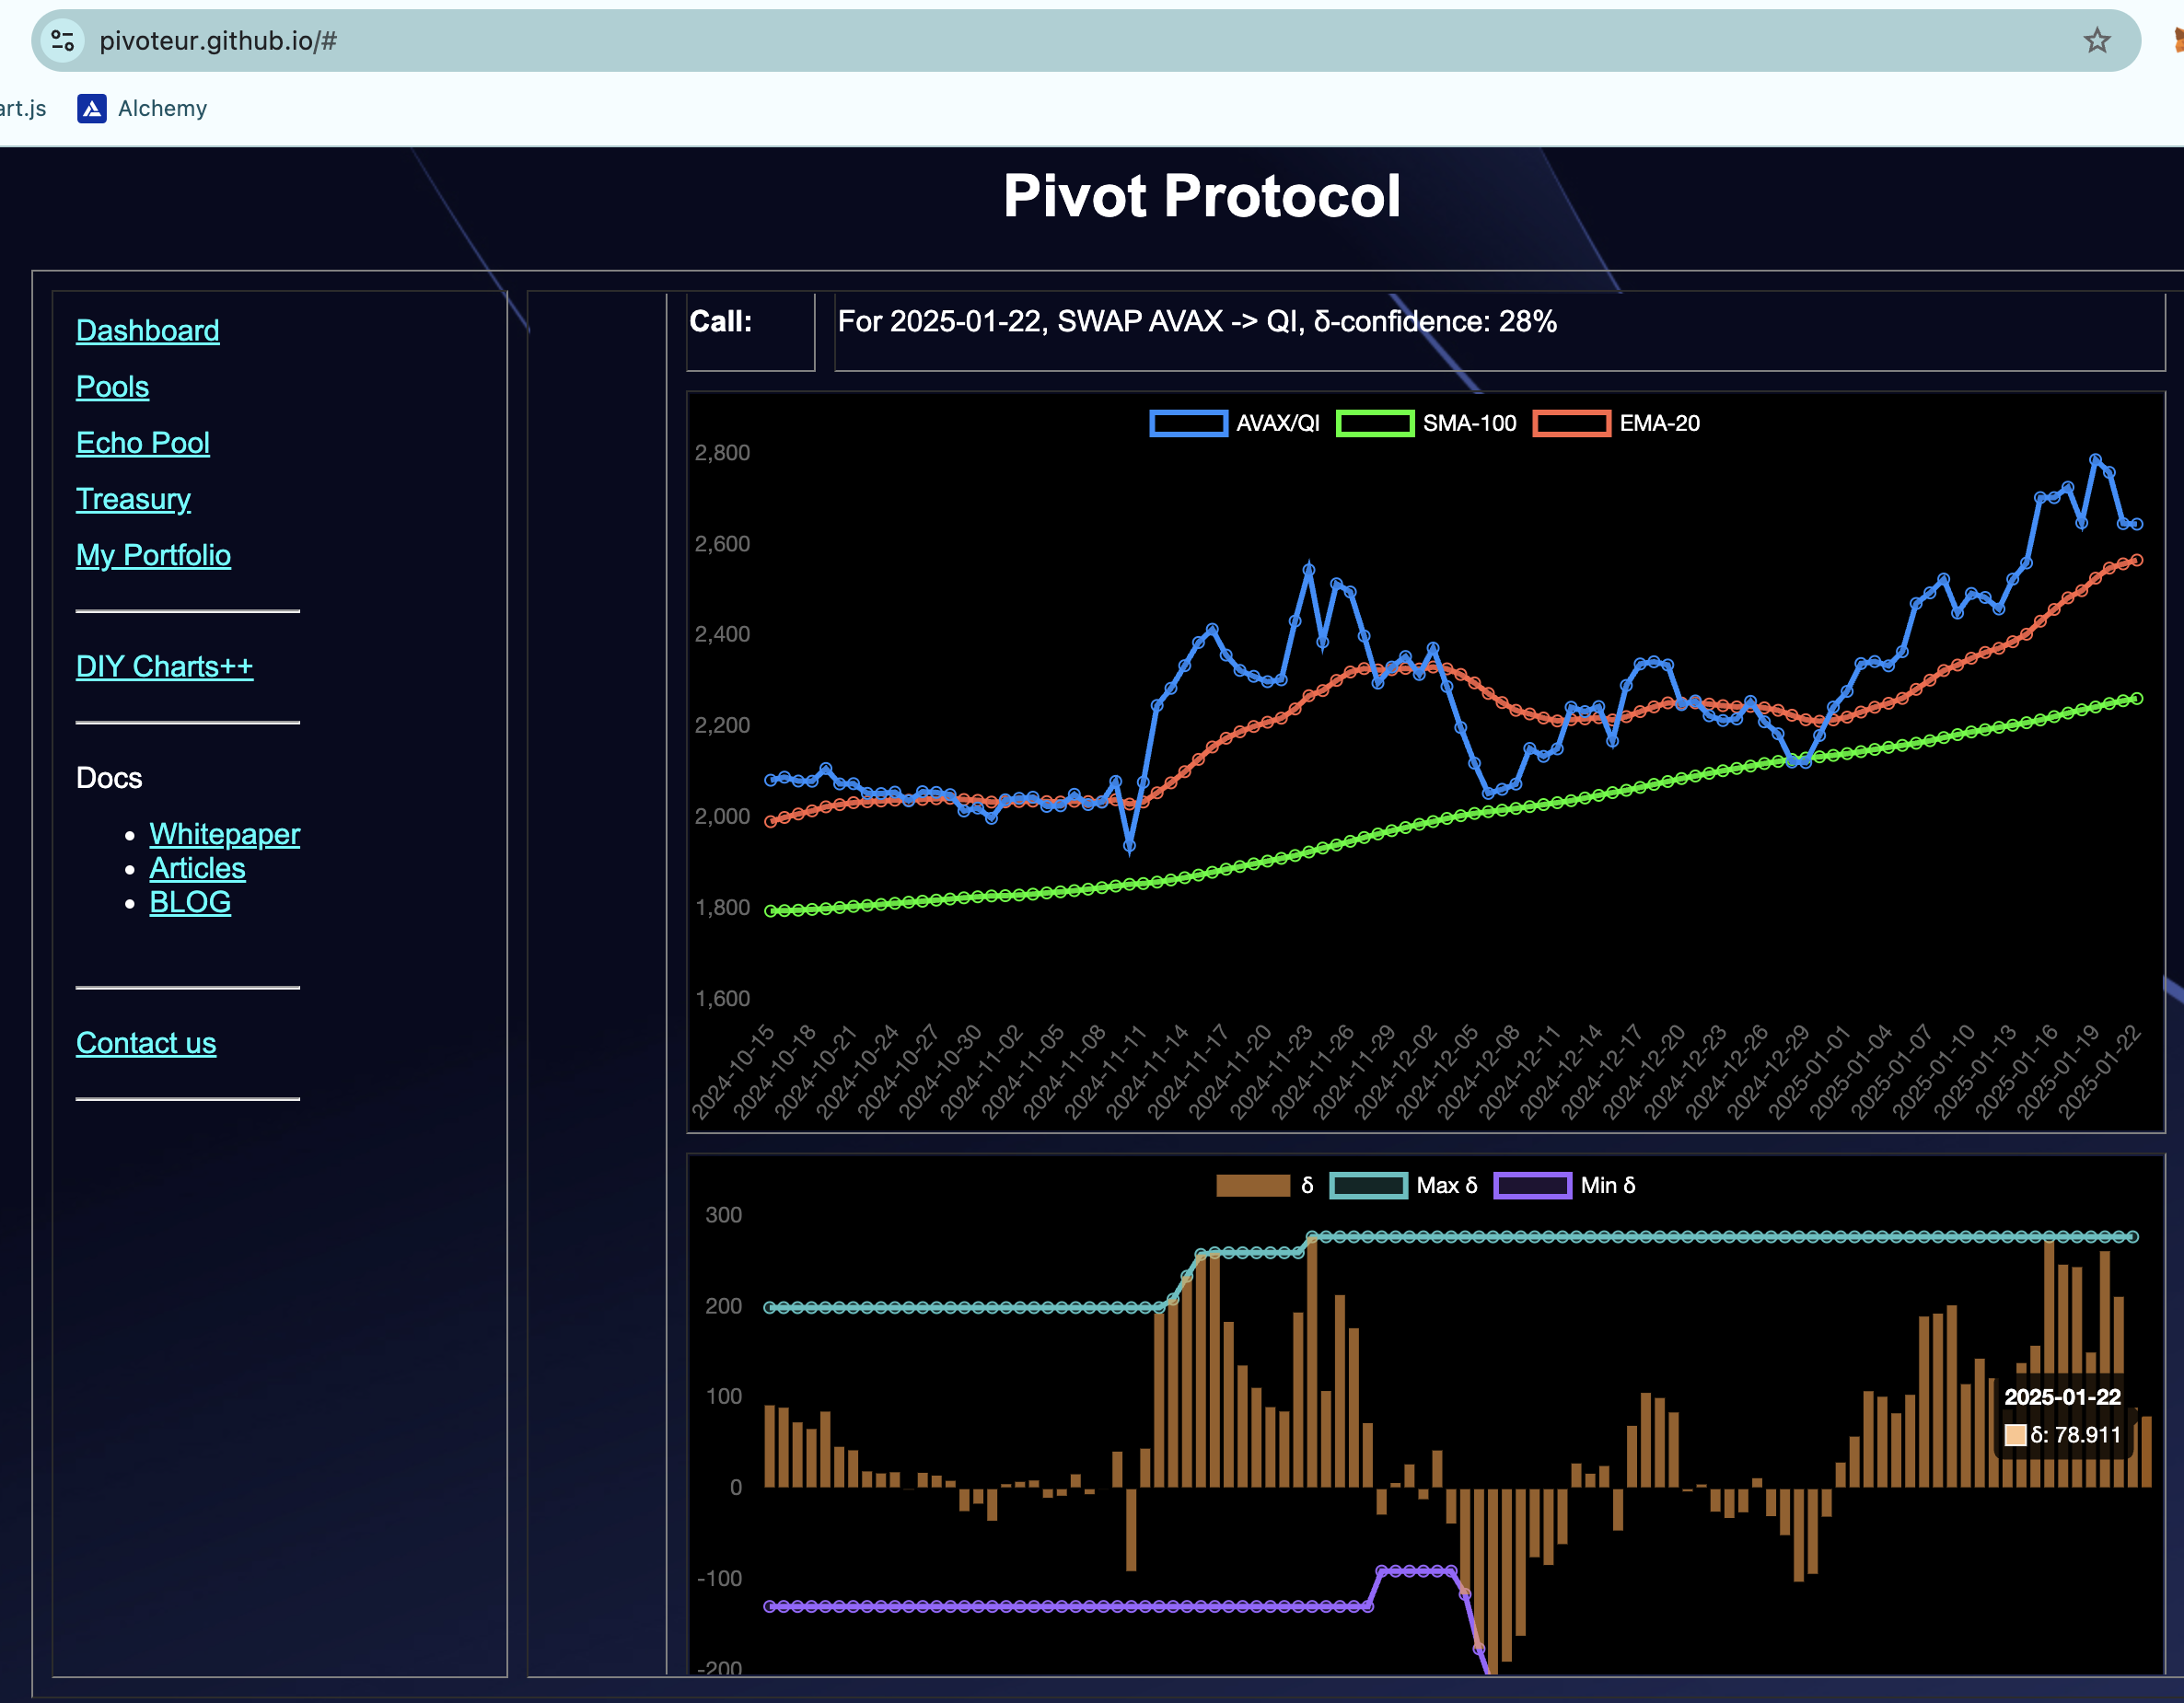 pivoteur.github.io/#
art.js
Alchemy
Pivot Protocol
Dashboard
Pools
Echo Pool
Treasury
My Portfolio
DIY Charts++
Docs
Whitepaper
Articles
BLOG
Contact us
Call:
For 2025-01-22, SWAP AVAX -> QI, δ-confidence: 28%
AVAX/QI
SMA-100
EMA-20
2,800
2,600
2,400
2,200
2,000
1,800
1,600
2024-10-15
2024-10-18
2024-10-21
2024-10-24
2024-10-27
2024-10-30
2024-11-02
2024-11-05
2024-11-08
2024-11-11
2024-11-14
2024-11-17
2024-11-20
2024-11-23
2024-11-26
2024-11-29
2024-12-02
2024-12-05
2024-12-08
2024-12-11
2024-12-14
2024-12-17
2024-12-20
2024-12-23
2024-12-26
2024-12-29
2025-01-01
2025-01-04
2025-01-07
2025-01-10
2025-01-13
2025-01-16
2025-01-19
2025-01-22
δ
Max δ
Min δ
300
200
100
0
-100
-200
2025-01-22
δ: 78.911